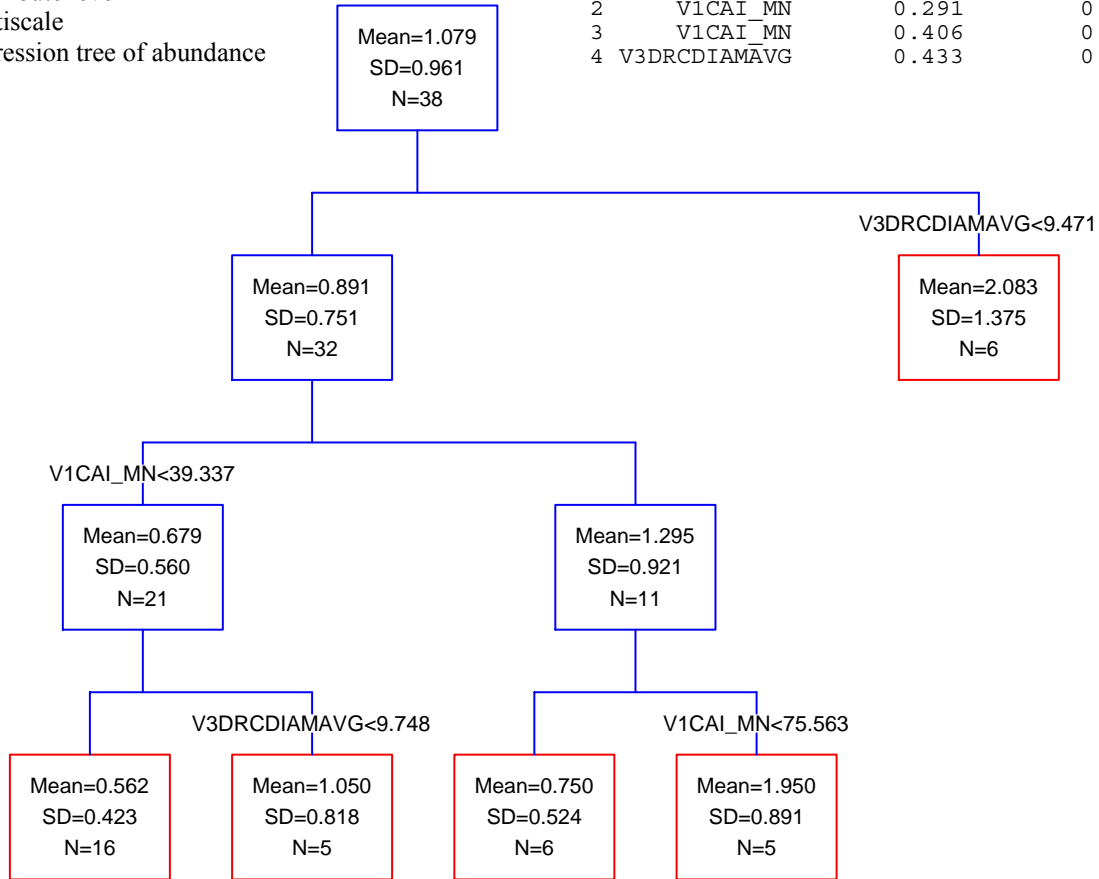 tiscale
ression tree of abundance
2 V1CAI_MN 0.291 0
3 V1CAI_MN 0.406 0
4 V3DRCDIAMAVG 0.433 0
Mean=1.079
SD=0.961
N=38
V3DRCDIAMAVG<9.471
Mean=0.891
SD=0.751
N=32
Mean=2.083
SD=1.375
N=6
V1CAI_MN<39.337
Mean=0.679
SD=0.560
N=21
Mean=1.295
SD=0.921
N=11
V3DRCDIAMAVG<9.748
V1CAI_MN<75.563
Mean=0.562
SD=0.423
N=16
Mean=1.050
SD=0.818
N=5
Mean=0.750
SD=0.524
N=6
Mean=1.950
SD=0.891
N=5